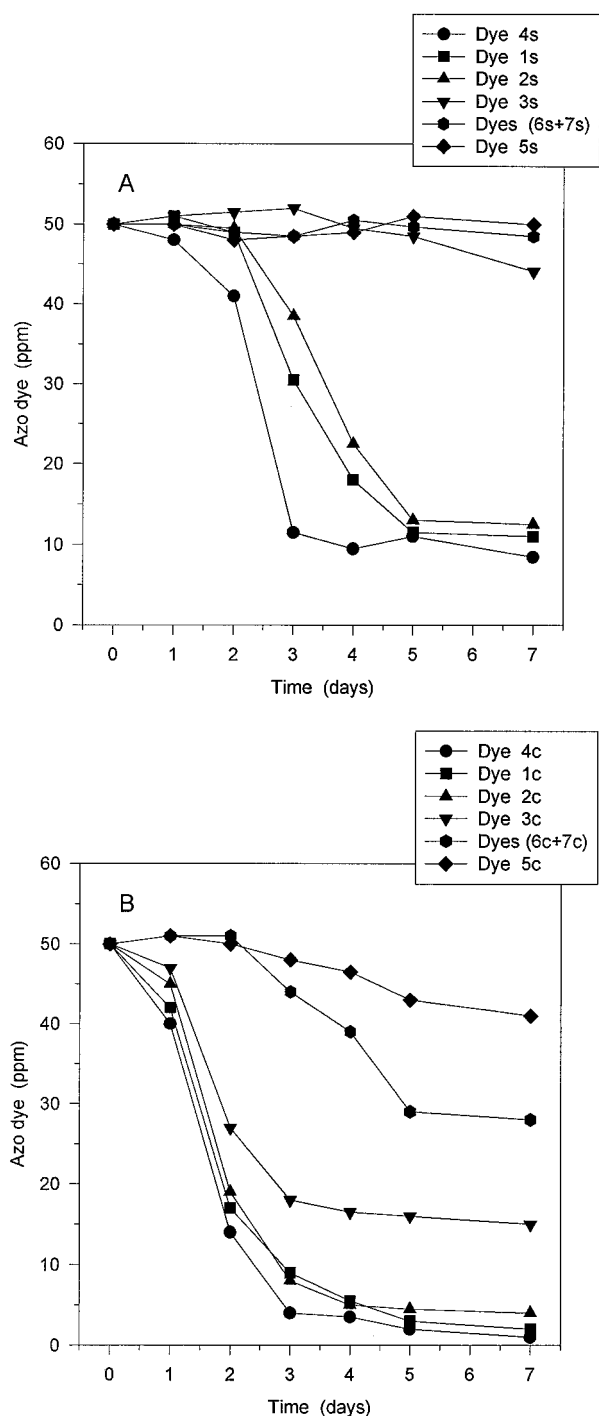 Dye 4s
Dye 1s
Dye 2s
Dye 3s
Dyes (6s+7s)
Dye 5s
A
60
50
40
30
20
10
0
Azo dye (ppm)
0 1 2 3 4 5 6 7
Time (days)
Dye 4c
Dye 1c
Dye 2c
Dye 3c
Dyes (6c+7c)
Dye 5c
B
60
50
40
30
20
10
0
Azo dye (ppm)
0 1 2 3 4 5 6 7
Time (days)